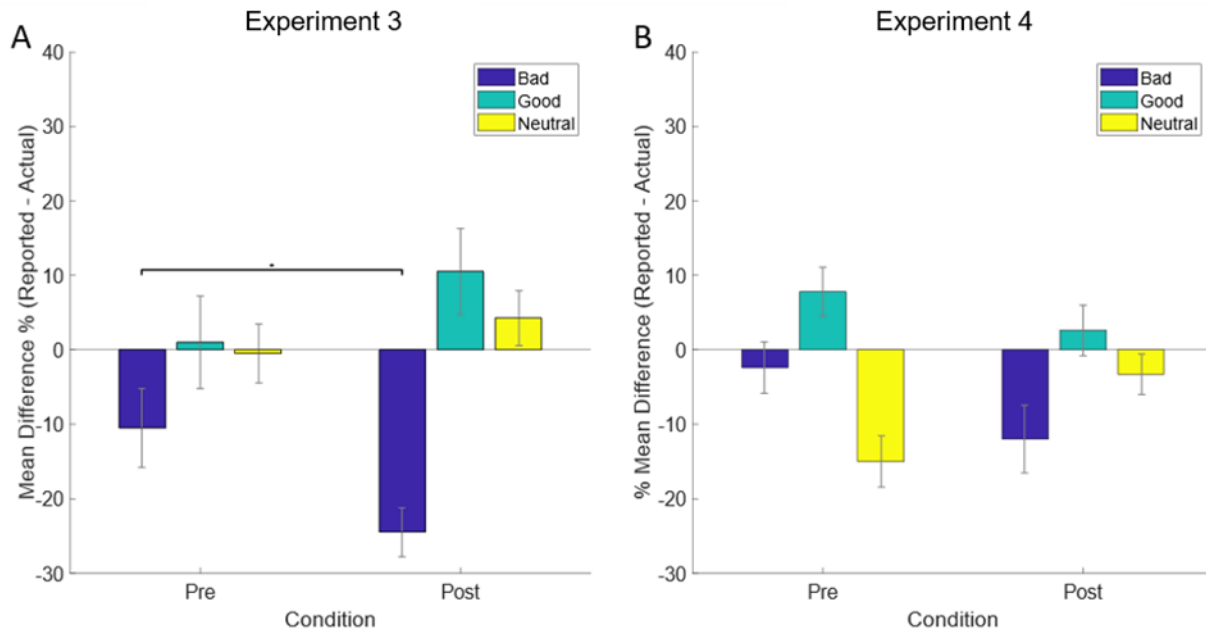 A
Experiment 3
Mean Difference % (Reported - Actual)
40
30
20
10
0
-10
-20
-30
Bad
Good
Neutral
Pre
Post
Condition
B
Experiment 4
% Mean Difference (Reported - Actual)
40
30
20
10
0
-10
-20
-30
Bad
Good
Neutral
Pre
Post
Condition